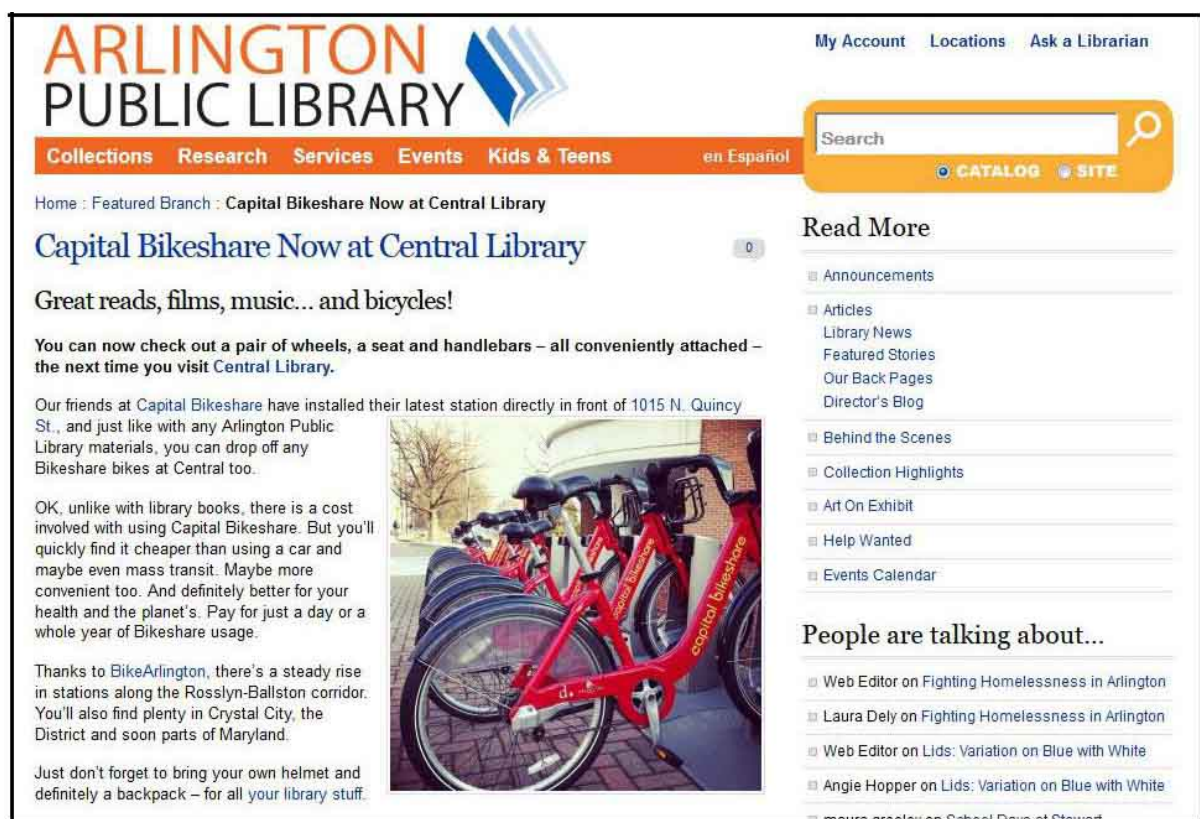 ARLINGTON
PUBLIC LIBRARY
My Account Locations Ask a Librarian
Search
CATALOG SITE
Collections Research Services Events Kids & Teens en Español
Home : Featured Branch : Capital Bikeshare Now at Central Library
Capital Bikeshare Now at Central Library
0
Great reads, films, music... and bicycles!
You can now check out a pair of wheels, a seat and handlebars – all conveniently attached –
the next time you visit Central Library.
Our friends at Capital Bikeshare have installed their latest station directly in front of 1015 N. Quincy
St., and just like with any Arlington Public
Library materials, you can drop off any
Bikeshare bikes at Central too.
OK, unlike with library books, there is a cost
involved with using Capital Bikeshare. But you'll
quickly find it cheaper than using a car and
maybe even mass transit. Maybe more
convenient too. And definitely better for your
health and the planet's. Pay for just a day or a
whole year of Bikeshare usage.
Thanks to BikeArlington, there's a steady rise
in stations along the Rosslyn-Ballston corridor.
You'll also find plenty in Crystal City, the
District and soon parts of Maryland.
Just don't forget to bring your own helmet and
definitely a backpack – for all your library stuff.
bikeshare
capital bikeshare
capital bikeshare
capital bikeshare
d.
Read More
Announcements
Articles
Library News
Featured Stories
Our Back Pages
Director's Blog
Behind the Scenes
Collection Highlights
Art On Exhibit
Help Wanted
Events Calendar
People are talking about...
Web Editor on Fighting Homelessness in Arlington
Laura Dely on Fighting Homelessness in Arlington
Web Editor on Lids: Variation on Blue with White
Angie Hopper on Lids: Variation on Blue with White
on School Days at Stewart